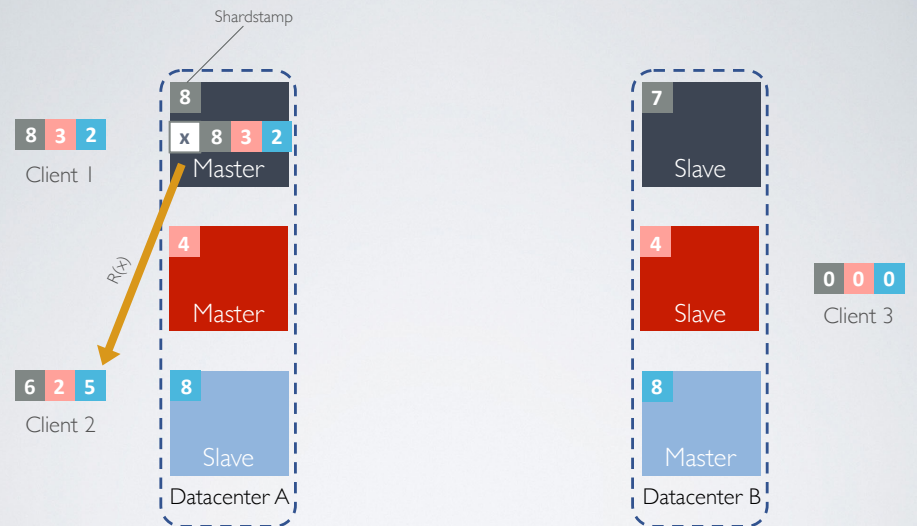 Shardstamp
8
7
8 3 2
x 8 3 2
Client 1
Master
Slave
R(x)
4
4
0 0 0
Master
Slave
Client 3
6 2 5
8
8
Client 2
Slave
Master
Datacenter A
Datacenter B